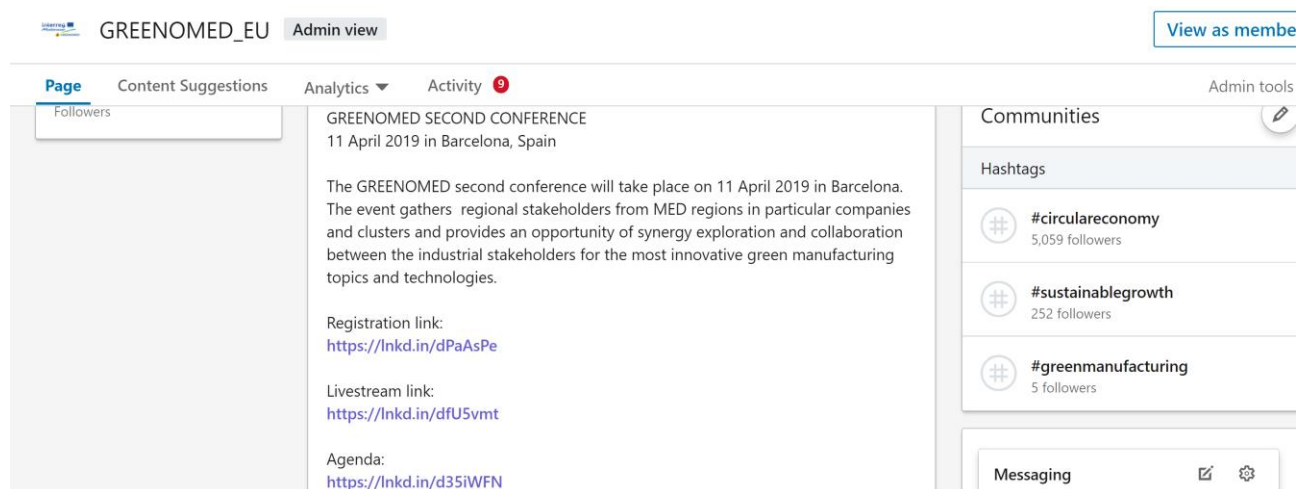 Interreg
GREENOMED_EU
Admin view
View as membe
Page
Content Suggestions
Analytics
Activity
9
Admin tools
Followers
GREENOMED SECOND CONFERENCE
11 April 2019 in Barcelona, Spain
The GREENOMED second conference will take place on 11 April 2019 in Barcelona.
The event gathers regional stakeholders from MED regions in particular companies
and clusters and provides an opportunity of synergy exploration and collaboration
between the industrial stakeholders for the most innovative green manufacturing
topics and technologies.
Registration link:
https://lnkd.in/dPaAsPe
Livestream link:
https://lnkd.in/dfU5vmt
Agenda:
https://lnkd.in/d35iWFN
Communities
Hashtags
#circulareconomy
5,059 followers
#sustainablegrowth
252 followers
#greenmanufacturing
5 followers
Messaging